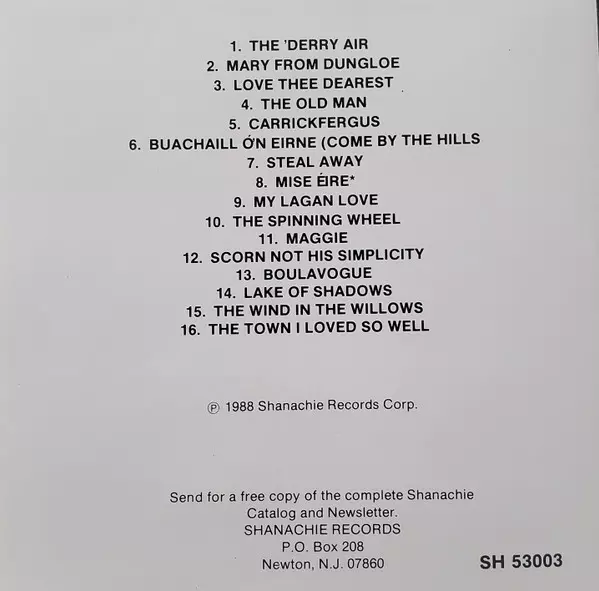 1. THE 'DERRY AIR
2. MARY FROM DUNGLOE
3. LOVE THEE DEAREST
4. THE OLD MAN
5. CARRICKFERGUS
6. BUACHAILL ÓN EIRNE (COME BY THE HILLS
7. STEAL AWAY
8. MISE ÉIRE*
9. MY LAGAN LOVE
10. THE SPINNING WHEEL
11. MAGGIE
12. SCORN NOT HIS SIMPLICITY
13. BOULAVOGUE
14. LAKE OF SHADOWS
15. THE WIND IN THE WILLOWS
16. THE TOWN I LOVED SO WELL
℗ 1988 Shanachie Records Corp.
Send for a free copy of the complete Shanachie
Catalog and Newsletter.
SHANACHIE RECORDS
P.O. Box 208
Newton, N.J. 07860
SH 53003